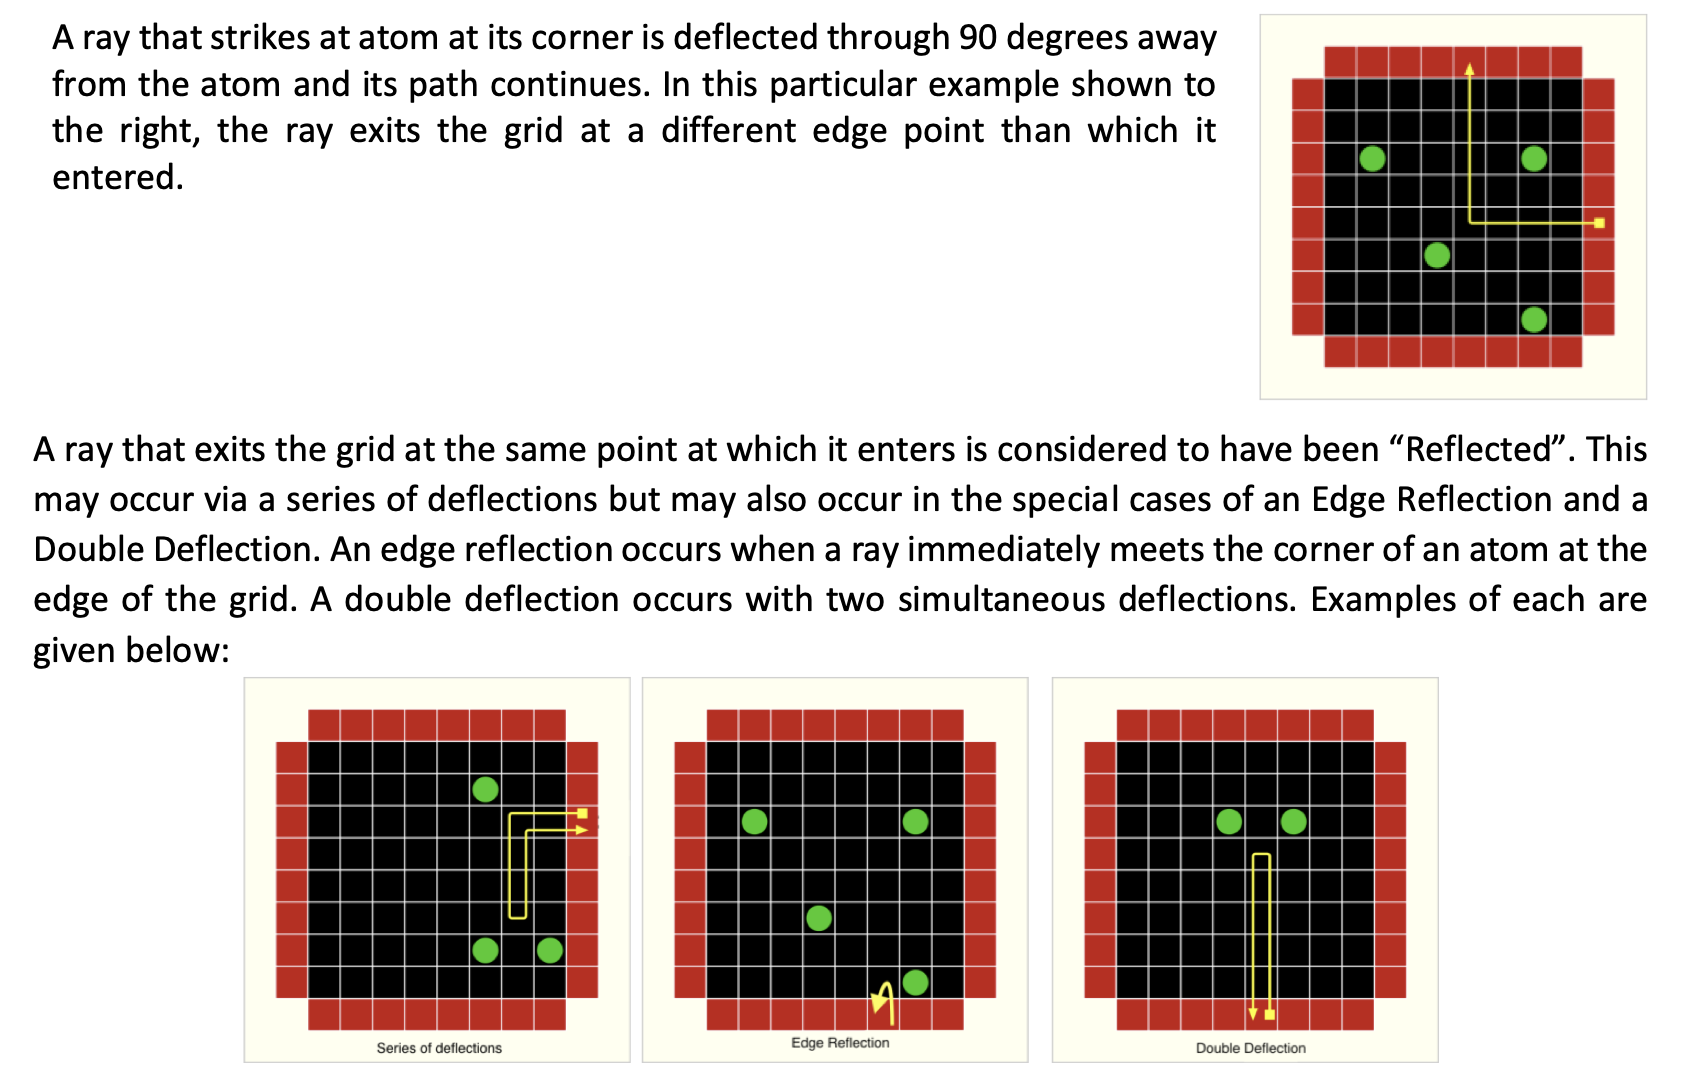 A ray that strikes at atom at its corner is deflected through 90 degrees away
from the atom and its path continues. In this particular example shown to
the right, the ray exits the grid at a different edge point than which it
entered.
A ray that exits the grid at the same point at which it enters is considered to have been “Reflected”. This
may occur via a series of deflections but may also occur in the special cases of an Edge Reflection and a
Double Deflection. An edge reflection occurs when a ray immediately meets the corner of an atom at the
edge of the grid. A double deflection occurs with two simultaneous deflections. Examples of each are
given below:
Series of deflections
Edge Reflection
Double Deflection